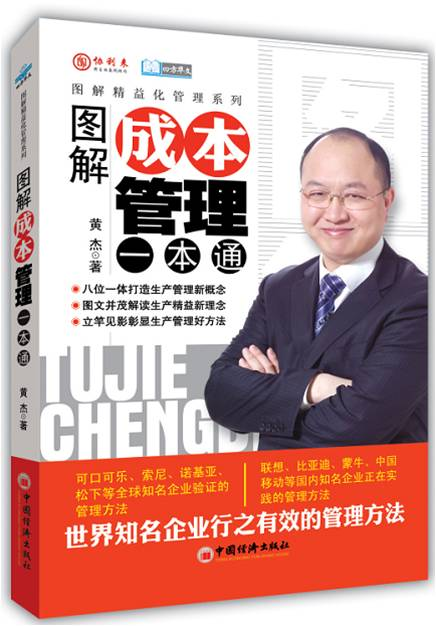 协利来
四方华文
图解精益化管理系列
图解
成本
管理
一本通
黄 杰◎著
八位一体打造生产管理新概念
图文并茂解读生产精益新理念
立竿见影彰显生产管理好方法
TUJIE
CHENGB
可口可乐、索尼、诺基亚、
松下等全球知名企业验证的
管理方法
联想、比亚迪、蒙牛、中国
移动等国内知名企业正在实
践的管理方法
世界知名企业行之有效的管理方法
中国经济出版社
图解精益化管理系列
图解成本管理一本通
黄 杰◎著
中国经济出版社